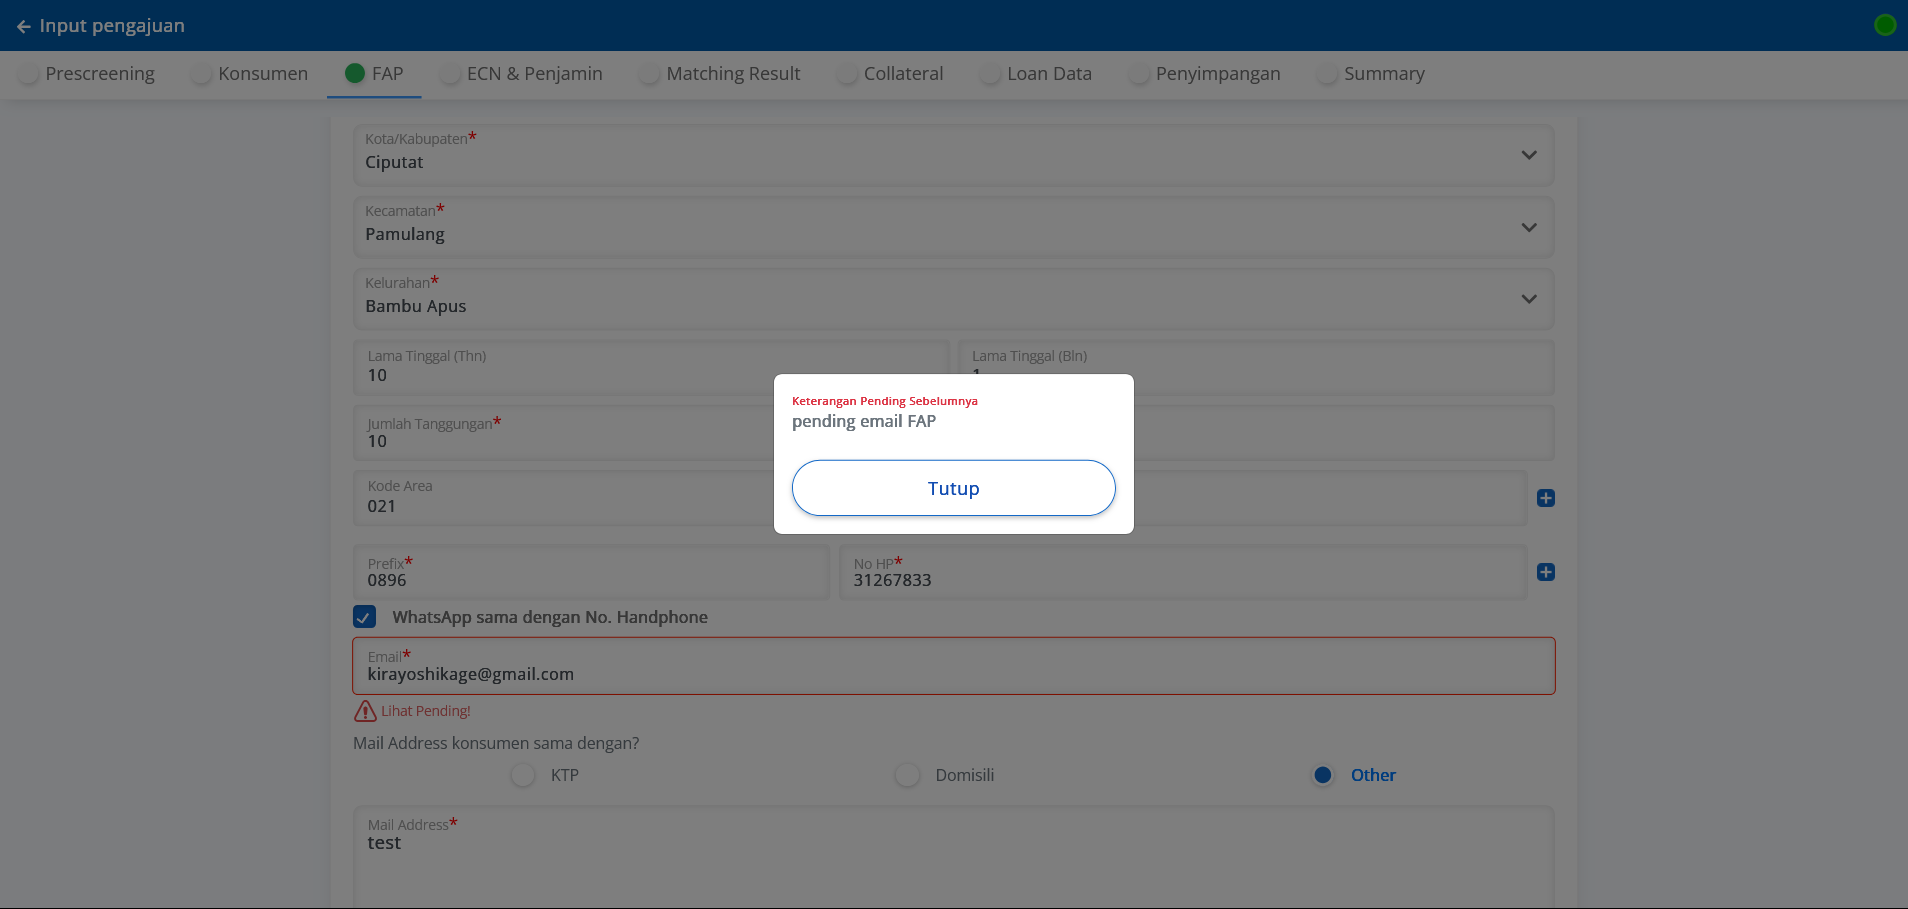 Input pengajuan
Prescreening Konsumen FAP ECN & Penjamin Matching Result Collateral Loan Data Penyimpangan Summary
Kota/Kabupaten*
Ciputat
Kecamatan*
Pamulang
Kelurahan*
Bambu Apus
Lama Tinggal (Thn)
10
Lama Tinggal (Bln)
Jumlah Tanggungan*
10
Keterangan Pending Sebelumnya
pending email FAP
Tutup
Kode Area
021
Prefix*
0896
No HP*
31267833
WhatsApp sama dengan No. Handphone
Email*
kirayoshikage@gmail.com
Lihat Pending!
Mail Address konsumen sama dengan?
KTP Domisili Other
Mail Address*
test